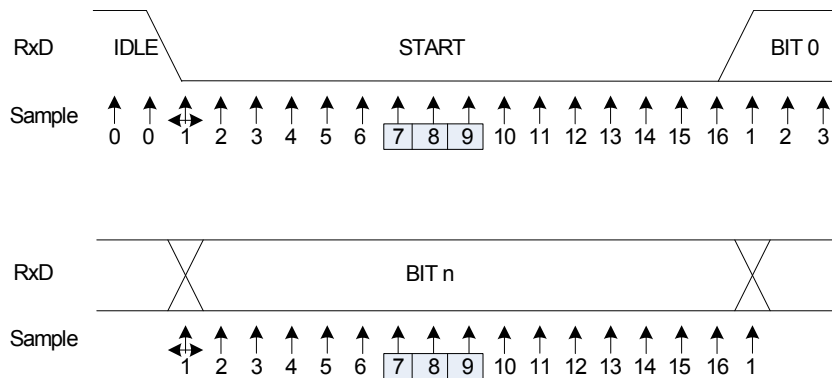 RxD IDLE START BIT 0
Sample
0 0 1 2 3 4 5 6 7 8 9 10 11 12 13 14 15 16 1 2 3
RxD BIT n
Sample
1 2 3 4 5 6 7 8 9 10 11 12 13 14 15 16 1